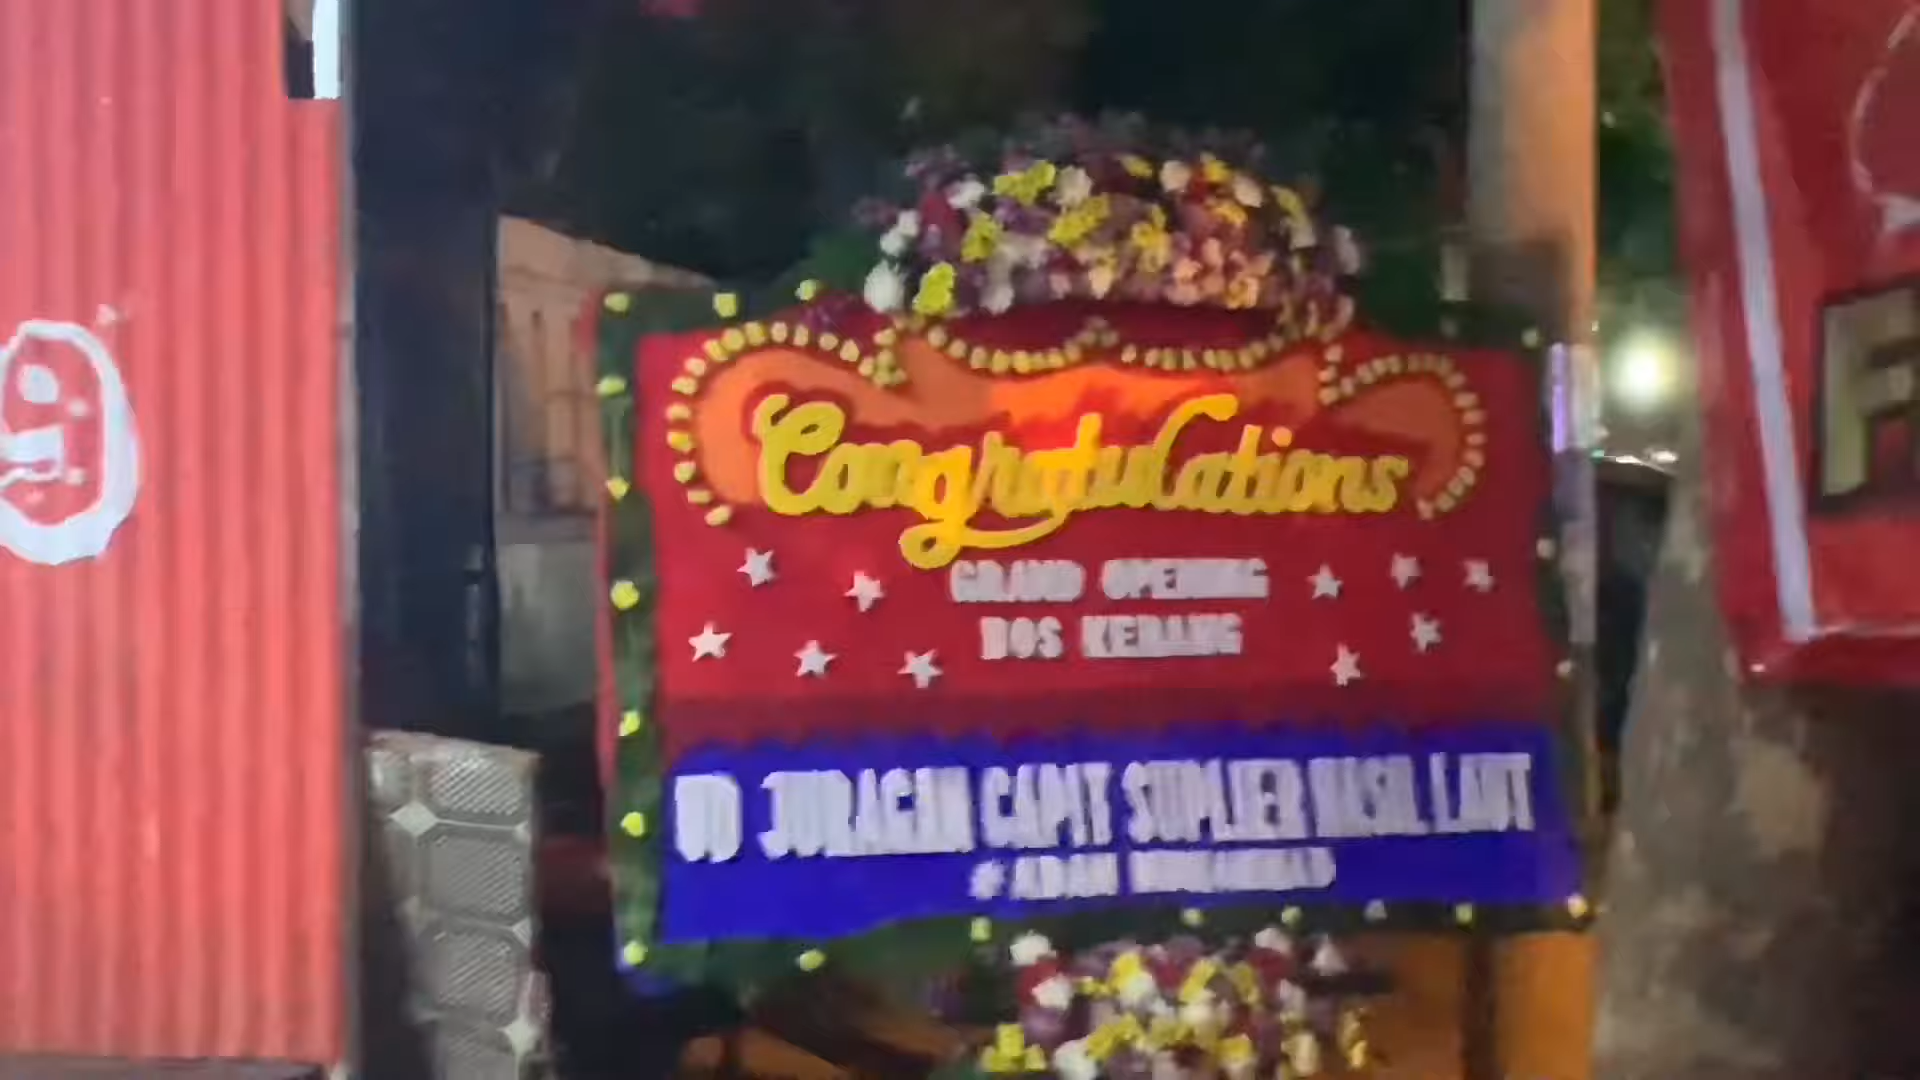 Congratulations
GRAND OPENING
BOS KERANG
UD JURAGAN CAPIT SUPLIER HASIL LAUT